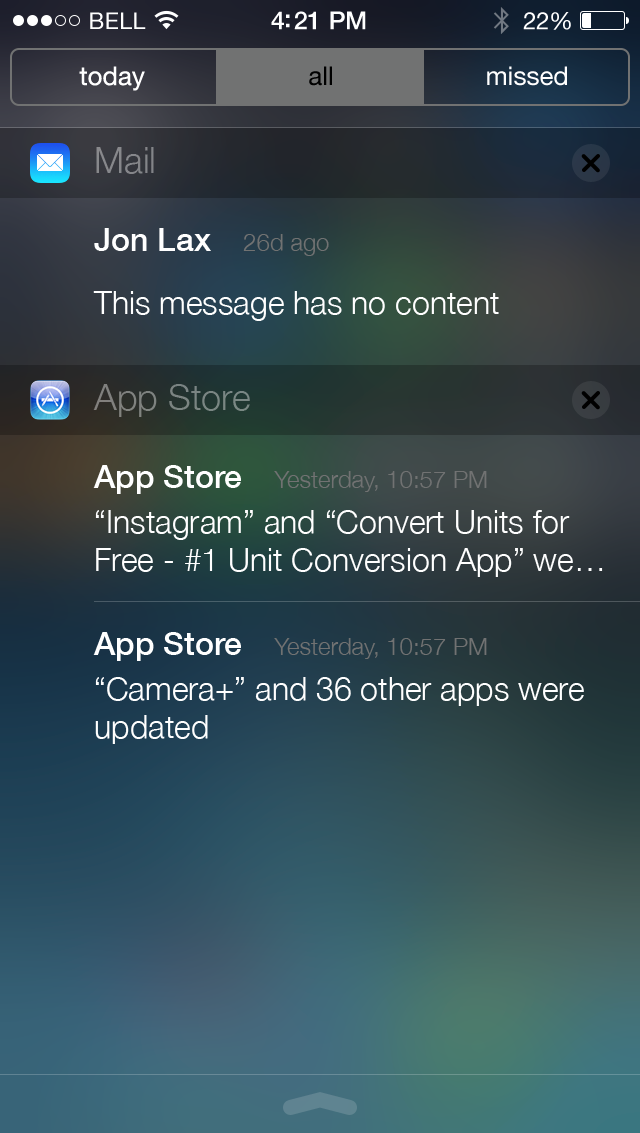 BELL 4:21 PM 22%
today all missed
Mail
Jon Lax 26d ago
This message has no content
App Store
App Store Yesterday, 10:57 PM
“Instagram” and “Convert Units for
Free - #1 Unit Conversion App” we…
App Store Yesterday, 10:57 PM
“Camera+” and 36 other apps were
updated